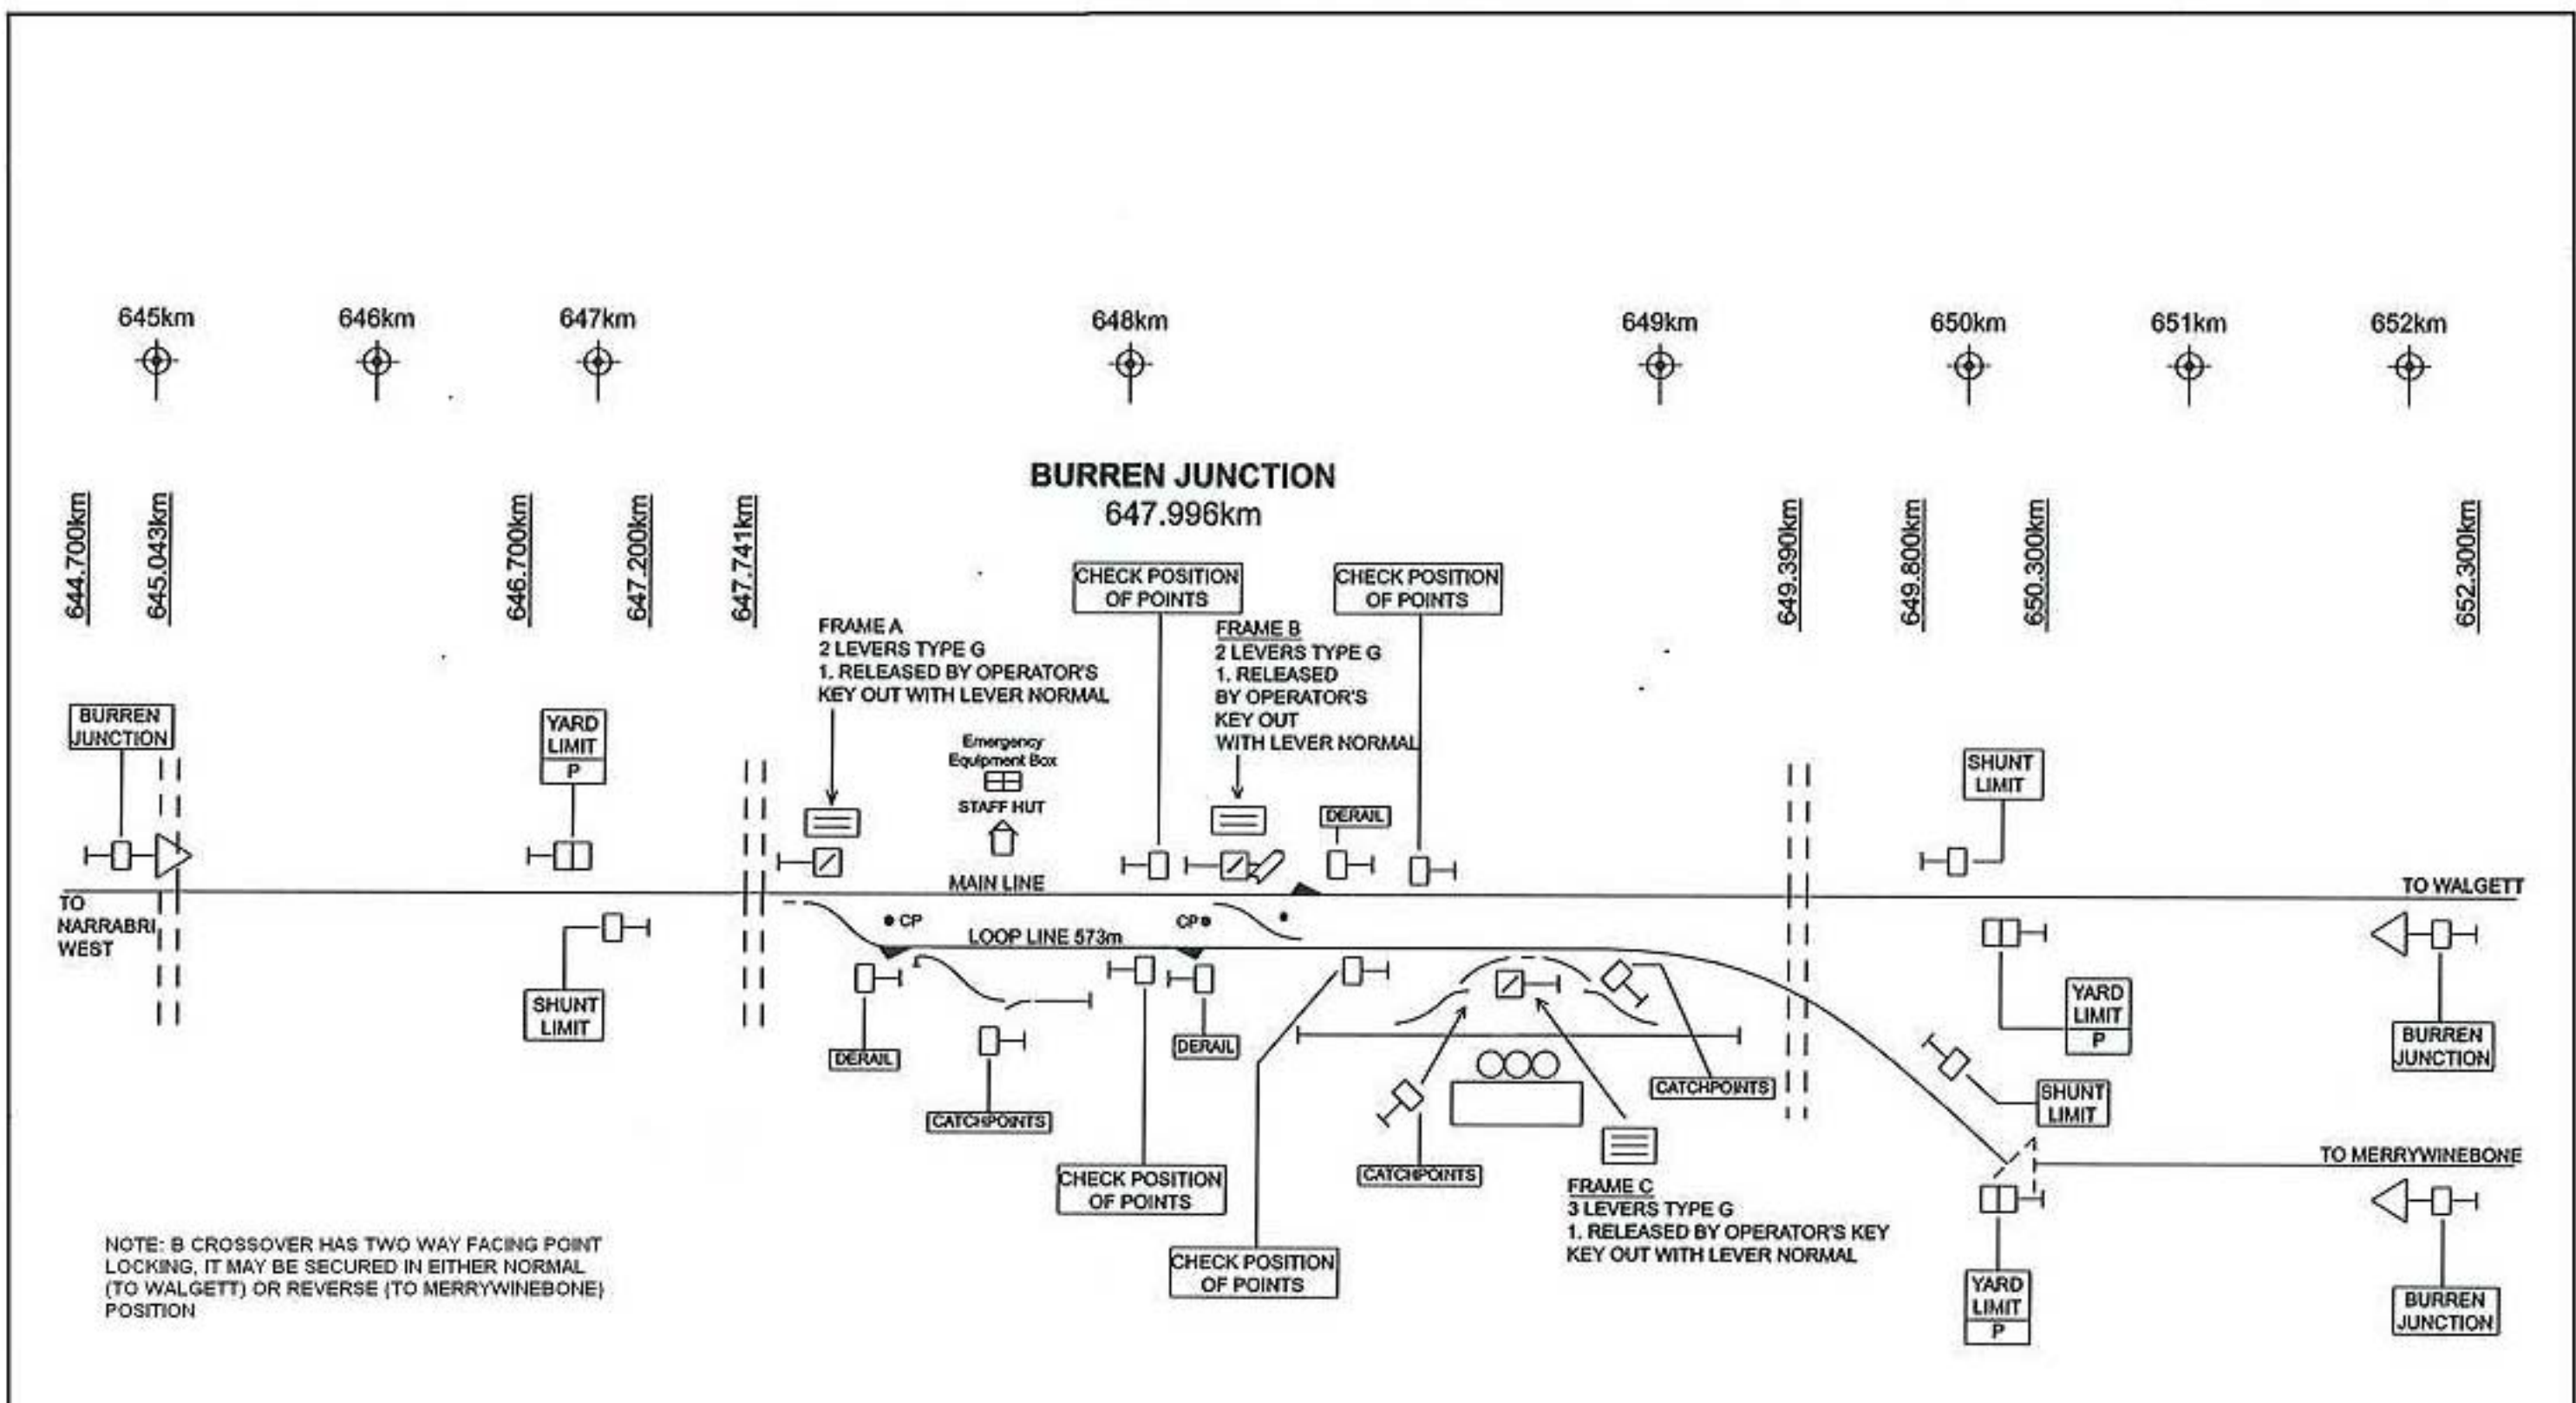 645km
646km
647km
648km
649km
650km
651km
652km
BURREN JUNCTION
647.996km
644.700km
645.043km
646.700km
647.200km
647.741km
649.390km
649.800km
650.300km
652.300km
CHECK POSITION
OF POINTS
CHECK POSITION
OF POINTS
FRAME A
2 LEVERS TYPE G
1. RELEASED BY OPERATOR'S
KEY OUT WITH LEVER NORMAL
FRAME B
2 LEVERS TYPE G
1. RELEASED
BY OPERATOR'S
KEY OUT
WITH LEVER NORMAL
BURREN
JUNCTION
YARD
LIMIT
P
Emergency
Equipment Box
STAFF HUT
DERAIL
SHUNT
LIMIT
MAIN LINE
TO WALGETT
TO
NARRABRI
WEST
CP
CP
LOOP LINE 573m
SHUNT
LIMIT
DERAIL
DERAIL
CATCHPOINTS
CATCHPOINTS
CATCHPOINTS
YARD
LIMIT
P
BURREN
JUNCTION
SHUNT
LIMIT
TO MERRYWINEBONE
CHECK POSITION
OF POINTS
CHECK POSITION
OF POINTS
FRAME C
3 LEVERS TYPE G
1. RELEASED BY OPERATOR'S KEY
KEY OUT WITH LEVER NORMAL
YARD
LIMIT
P
BURREN
JUNCTION
NOTE: B CROSSOVER HAS TWO WAY FACING POINT
LOCKING, IT MAY BE SECURED IN EITHER NORMAL
(TO WALGETT) OR REVERSE (TO MERRYWINEBONE)
POSITION